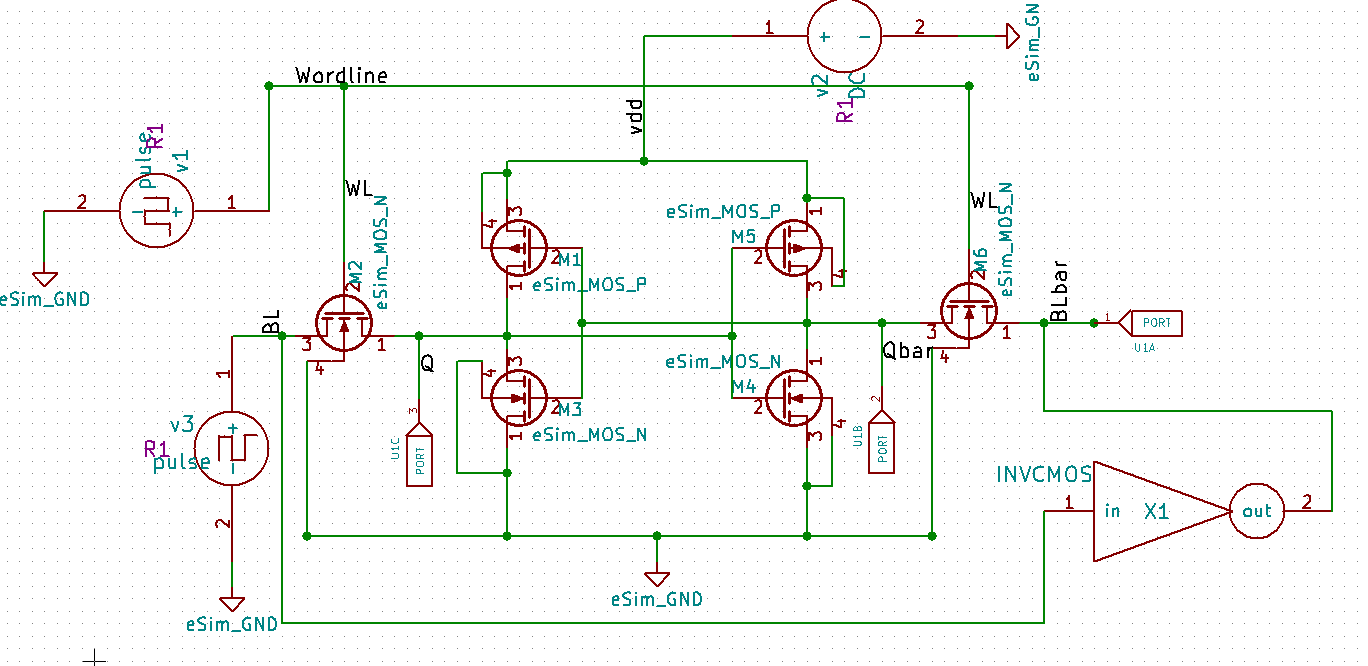 1
2
eSim_GN
v2
DC
R1
Wordline
vdd
R1
pulse
v1
2
1
eSim_GND
WL
eSim_MOS_N
M2
2
3
1
4
BL
3
4
2
M1
eSim_MOS_P
1
eSim_MOS_P
M5
1
2
4
3
WL
eSim_MOS_N
M6
2
3
1
4
BLbar
1
PORT
U1A
Q
3
U1C
PORT
3
4
2
M3
eSim_MOS_N
1
eSim_MOS_N
M4
1
2
4
3
Qbar
2
U1B
PORT
1
v3
R1
pulse
2
eSim_GND
eSim_GND
INVCMOS
1
in
X1
out
2